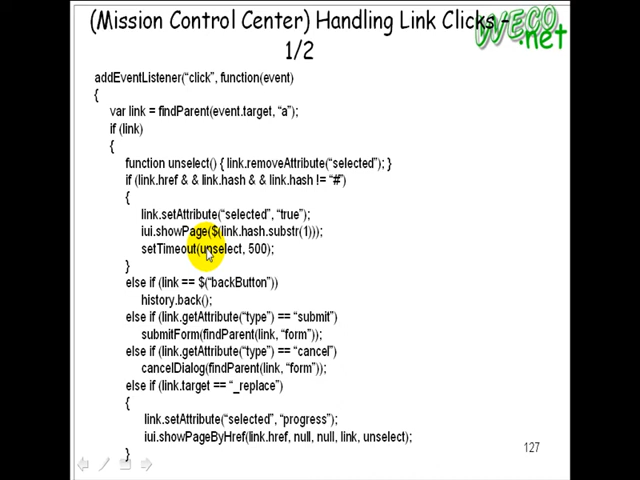 (Mission Control Center) Handling Link Clicks –
1/2
WECO
.net
addEventListener(“click”, function(event)
{
var link = findParent(event.target, “a”);
if (link)
{
function unselect() { link.removeAttribute(“selected”); }
if (link.href & & link.hash & & link.hash != “#”)
{
link.setAttribute(“selected”, “true”);
iui.showPage($(link.hash.substr(1)));
setTimeout(unselect, 500);
}
else if (link == $(“backButton”))
history.back();
else if (link.getAttribute(“type”) == “submit”)
submitForm(findParent(link, “form”));
else if (link.getAttribute(“type”) == “cancel”)
cancelDialog(findParent(link, “form”));
else if (link.target == “_replace”)
{
link.setAttribute(“selected”, “progress”);
iui.showPageByHref(link.href, null, null, link, unselect);
}
127